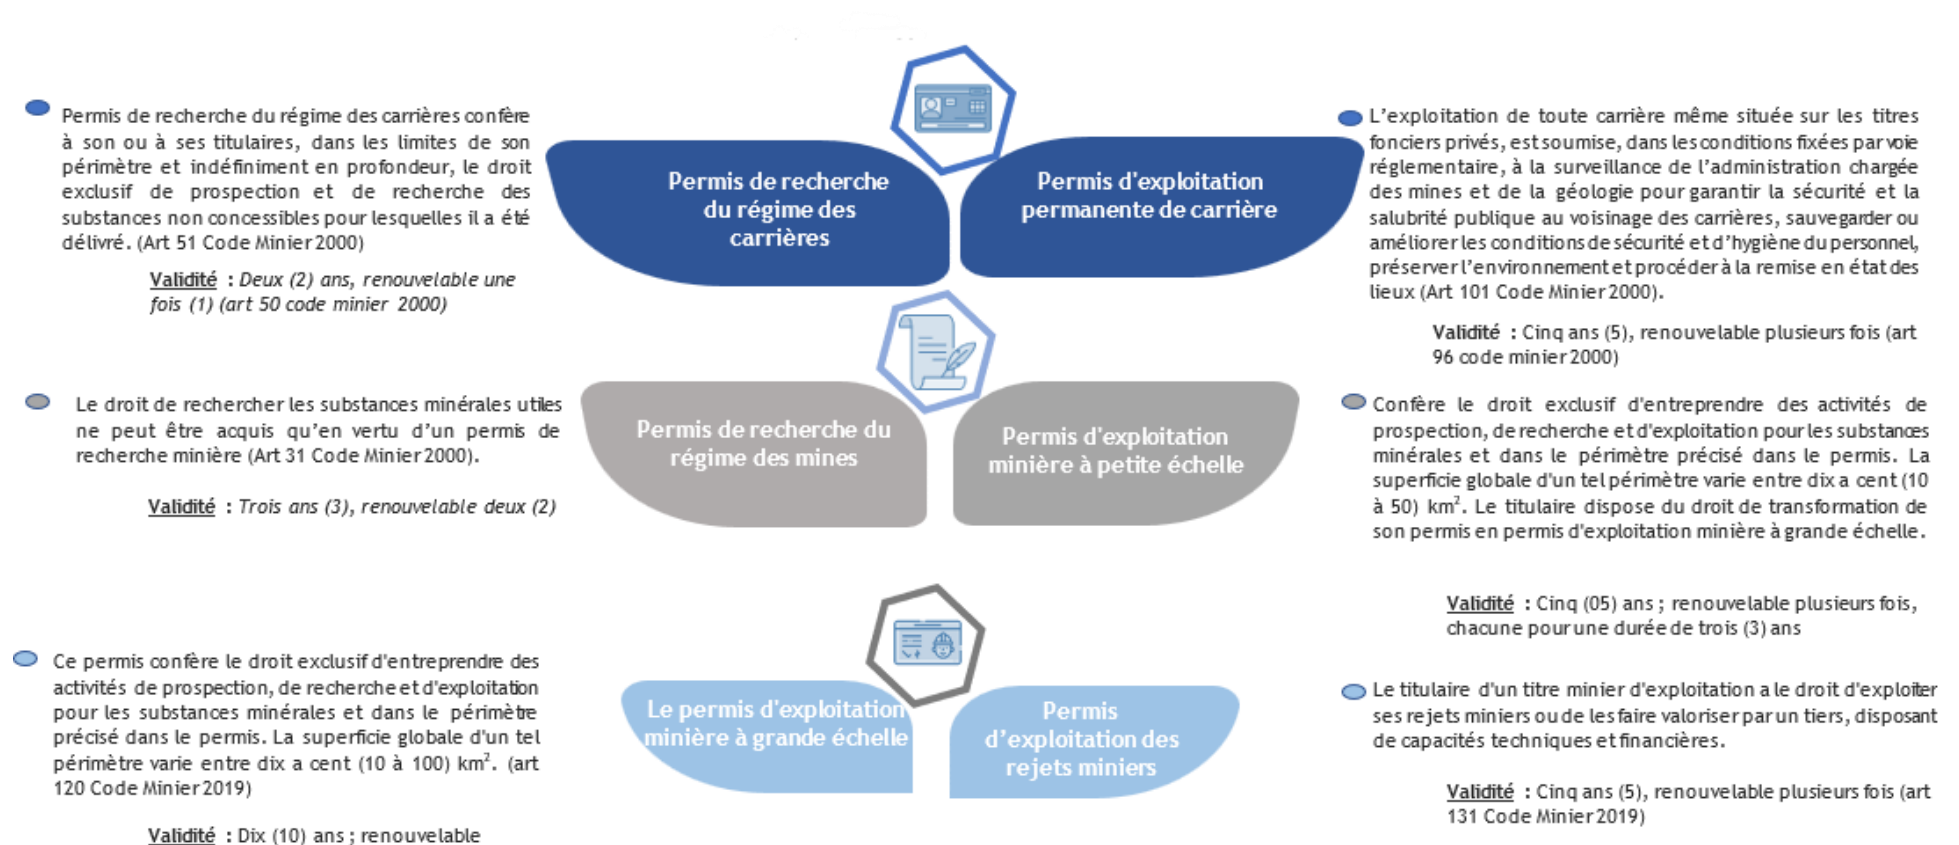 Permis de recherche du régime des carrières confère
à son ou à ses titulaires, dans les limites de son
périmètre et indéfiniment en profondeur, le droit
exclusif de prospection et de recherche des
substances non concessibles pour lesquelles il a été
délivré. (Art 51 Code Minier 2000)
Validité : Deux (2) ans, renouvelable une
fois (1) (art 50 code minier 2000)
Permis de recherche
du régime des
carrières
Permis d'exploitation
permanente de carrière
L’exploitation de toute carrière même située sur les titres
fonciers privés, est soumise, dans les conditions fixées par voie
réglementaire, à la surveillance de l’administration chargée
des mines et de la géologie pour garantir la sécurité et la
salubrité publique au voisinage des carrières, sauvegarder ou
améliorer les conditions de sécurité et d’hygiène du personnel,
préserver l’environnement et procéder à la remise en état des
lieux (Art 101 Code Minier 2000).
Validité : Cinq ans (5), renouvelable plusieurs fois (art
96 code minier 2000)
Le droit de rechercher les substances minérales utiles
ne peut être acquis qu’en vertu d’un permis de
recherche minière (Art 31 Code Minier 2000).
Validité : Trois ans (3), renouvelable deux (2)
Permis de recherche du
régime des mines
Permis d'exploitation
minière à petite échelle
Confère le droit exclusif d'entreprendre des activités de
prospection, de recherche et d'exploitation pour les substances
minérales et dans le périmètre précisé dans le permis. La
superficie globale d'un tel périmètre varie entre dix a cent (10
à 50) km². Le titulaire dispose du droit de transformation de
son permis en permis d'exploitation minière à grande échelle.
Validité : Cinq (05) ans ; renouvelable plusieurs fois,
chacune pour une durée de trois (3) ans
Ce permis confère le droit exclusif d'entreprendre des
activités de prospection, de recherche et d'exploitation
pour les substances minérales et dans le périmètre
précisé dans le permis. La superficie globale d'un tel
périmètre varie entre dix a cent (10 à 100) km². (art
120 Code Minier 2019)
Validité : Dix (10) ans ; renouvelable
Le permis d'exploitation
minière à grande échelle
Permis
d’exploitation des
rejets miniers
Le titulaire d'un titre minier d'exploitation a le droit d'exploiter
ses rejets miniers ou de les faire valoriser par un tiers, disposant
de capacités techniques et financières.
Validité : Cinq ans (5), renouvelable plusieurs fois (art
131 Code Minier 2019)